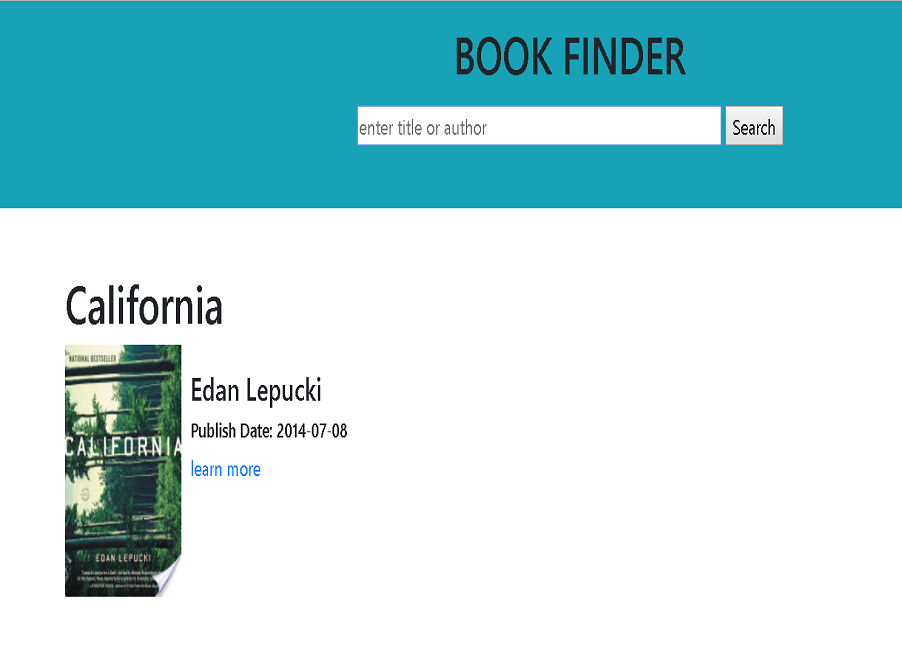 BOOK FINDER
enter title or author
Search
California
NATIONAL BESTSELLER
CALIFORNIA
EDAN LEPUCKI
Edan Lepucki
Publish Date: 2014-07-08
learn more